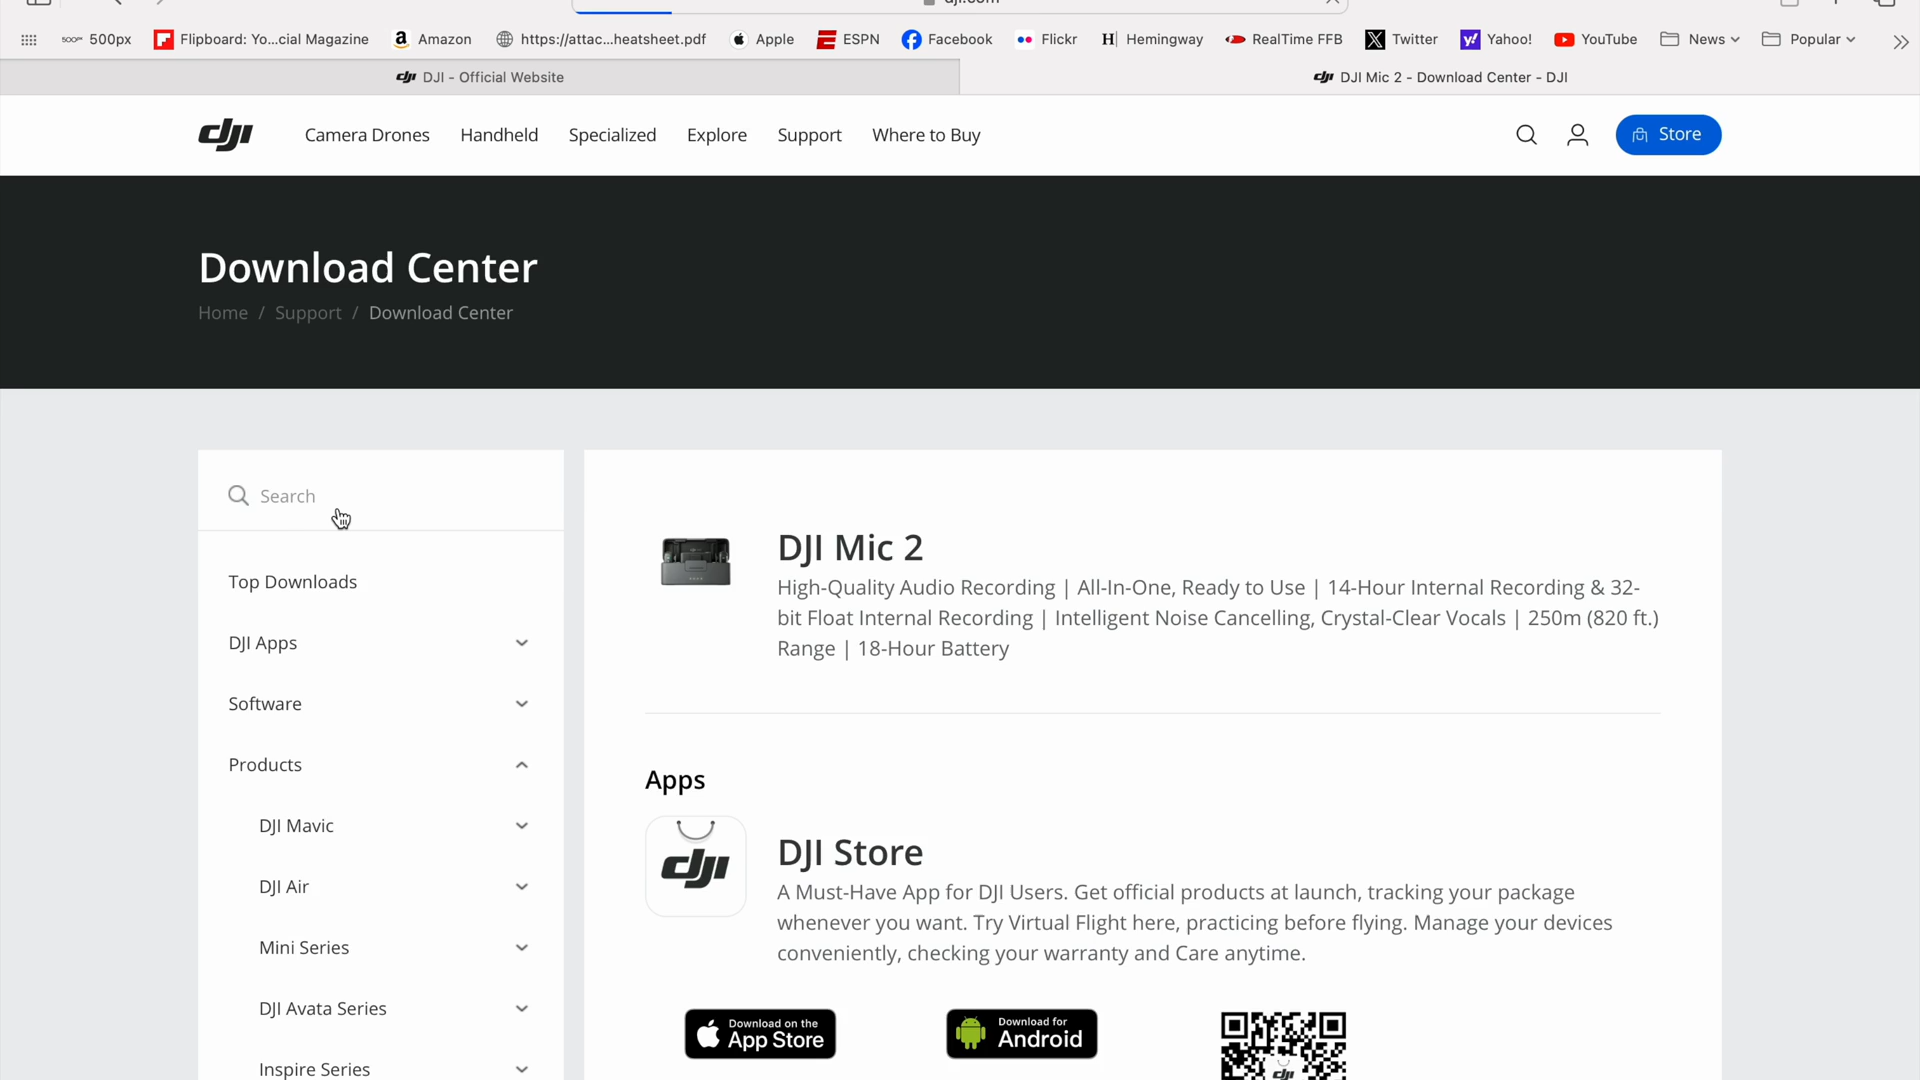 dji.com
500px Flipboard: Yo...cial Magazine Amazon https://attac...heatsheet.pdf Apple ESPN Facebook Flickr Hemingway RealTime FFB Twitter Yahoo! YouTube News Popular
DJI - Official Website
DJI Mic 2 - Download Center - DJI
dji Camera Drones Handheld Specialized Explore Support Where to Buy Store
Download Center
Home / Support / Download Center
Search
Top Downloads
DJI Apps
Software
Products
DJI Mavic
DJI Air
Mini Series
DJI Avata Series
Inspire Series
DJI Mic 2
High-Quality Audio Recording | All-In-One, Ready to Use | 14-Hour Internal Recording & 32-
bit Float Internal Recording | Intelligent Noise Cancelling, Crystal-Clear Vocals | 250m (820 ft.)
Range | 18-Hour Battery
Apps
dji
DJI Store
A Must-Have App for DJI Users. Get official products at launch, tracking your package
whenever you want. Try Virtual Flight here, practicing before flying. Manage your devices
conveniently, checking your warranty and Care anytime.
Download on the
App Store
Download for
Android
dji